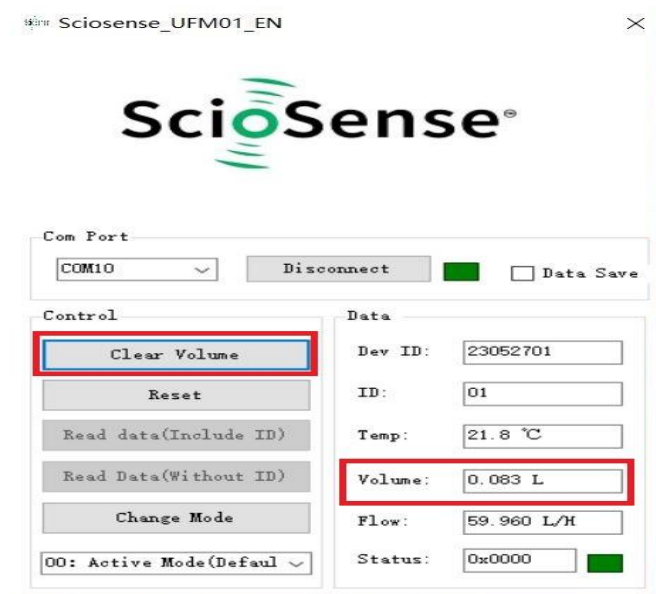 Sciosense_UFM01_EN
ScioSense
Com Port
COM10
Disconnect
Data Save
Control
Clear Volume
Reset
Read data(Include ID)
Read Data(Without ID)
Change Mode
00: Active Mode(Defaul
Data
Dev ID: 23052701
ID: 01
Temp: 21.8 ℃
Volume: 0.083 L
Flow: 59.960 L/H
Status: 0x0000